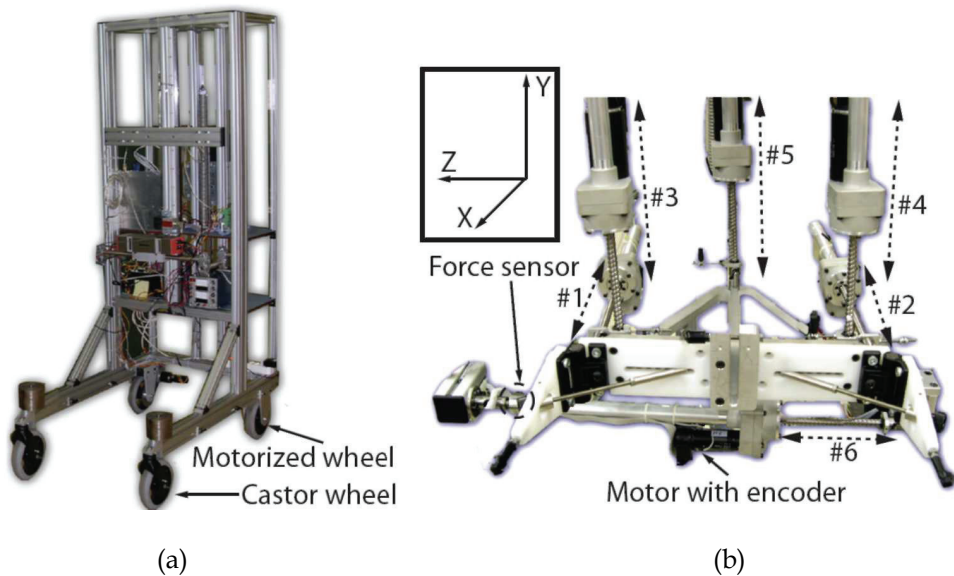 Y
Z
X
#5
#3
#4
Force sensor
#1
#2
#6
Motorized wheel
Castor wheel
Motor with encoder
(a)
(b)